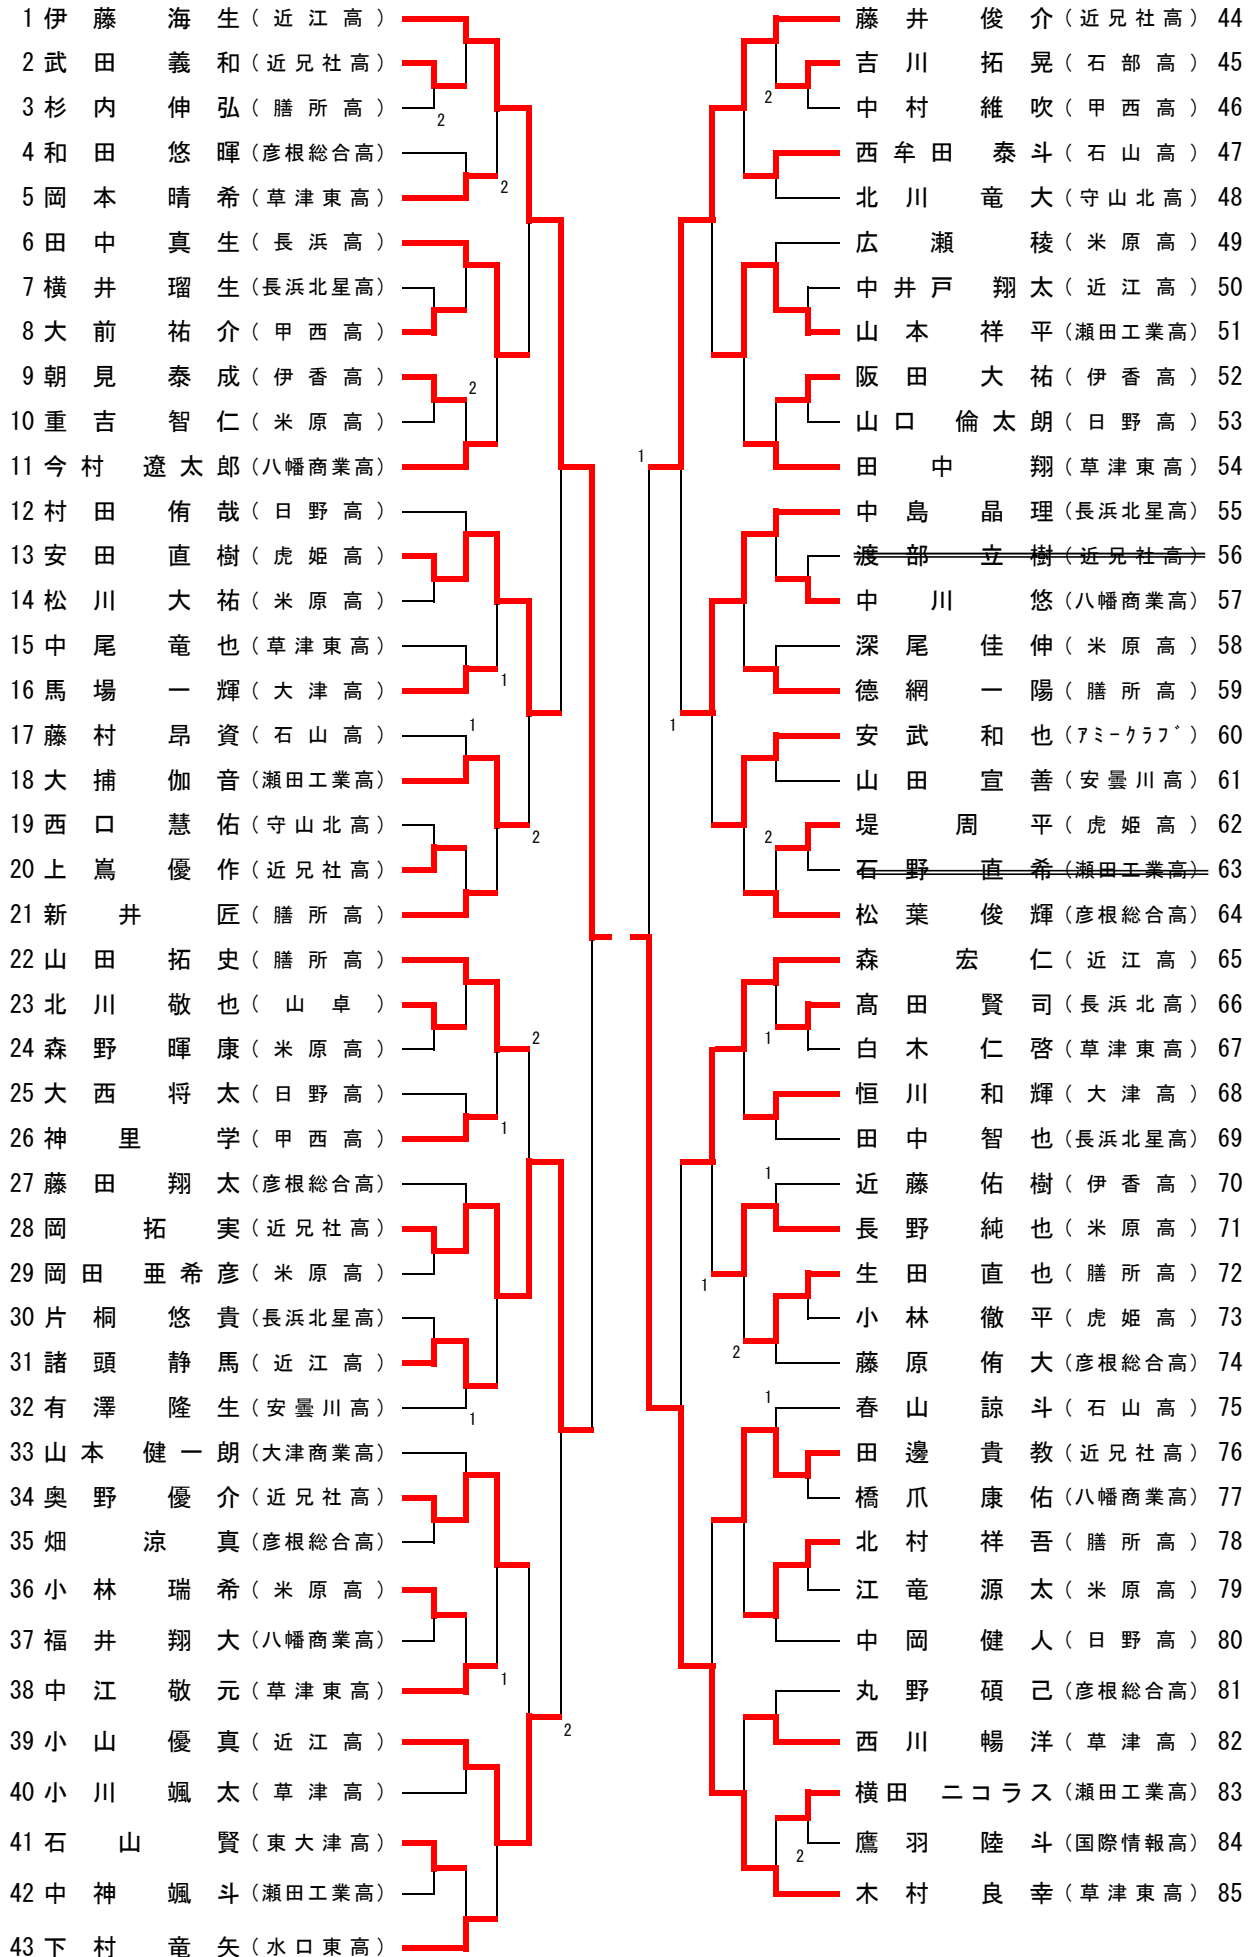 1 伊藤 海生 (近江高)
2 武田 義和 (近兄社高)
3 杉内 伸弘 (膳所高)
2
4 和田 悠暉 (彦根総合高)
5 岡本 晴希 (草津東高)
2
6 田中 真生 (長浜高)
7 横井 瑠生 (長浜北星高)
8 大前 祐介 (甲西高)
9 朝見 泰成 (伊香高)
2
10 重吉 智仁 (米原高)
11 今村 遼太郎 (八幡商業高)
12 村田 侑哉 (日野高)
13 安田 直樹 (虎姫高)
14 松川 大祐 (米原高)
15 中尾 竜也 (草津東高)
16 馬場 一輝 (大津高)
1
17 藤村 昂資 (石山高)
1
18 大捕 伽音 (瀬田工業高)
19 西口 慧佑 (守山北高)
2
20 上嶌 優作 (近兄社高)
21 新井 匠 (膳所高)
22 山田 拓史 (膳所高)
23 北川 敬也 (山卓)
24 森野 暉康 (米原高)
2
25 大西 将太 (日野高)
26 神里 学 (甲西高)
1
27 藤田 翔太 (彦根総合高)
28 岡 拓実 (近兄社高)
29 岡田 亜希彦 (米原高)
30 片桐 悠貴 (長浜北星高)
31 諸頭 静馬 (近江高)
32 有澤 隆生 (安曇川高)
1
33 山本 健一朗 (大津商業高)
34 奥野 優介 (近兄社高)
35 畑 涼真 (彦根総合高)
36 小林 瑞希 (米原高)
37 福井 翔大 (八幡商業高)
38 中江 敬元 (草津東高)
1
39 小山 優真 (近江高)
2
40 小川 颯太 (草津高)
41 石山 賢 (東大津高)
42 中神 颯斗 (瀬田工業高)
43 下村 竜矢 (水口東高)
藤井 俊介 (近兄社高) 44
吉川 拓晃 (石部高) 45
2
中村 維吹 (甲西高) 46
西牟田 泰斗 (石山高) 47
北川 竜大 (守山北高) 48
広瀬 稜 (米原高) 49
中井戸 翔太 (近江高) 50
山本 祥平 (瀬田工業高) 51
阪田 大祐 (伊香高) 52
山口 倫太朗 (日野高) 53
1
田中 翔 (草津東高) 54
中島 晶理 (長浜北星高) 55
渡部 立樹 (近兄社高) 56
中川 悠 (八幡商業高) 57
深尾 佳伸 (米原高) 58
德網 一陽 (膳所高) 59
1
安武 和也 (アミークラブ) 60
山田 宣善 (安曇川高) 61
堤 周平 (虎姫高) 62
2
石野 直希 (瀬田工業高) 63
松葉 俊輝 (彦根総合高) 64
森 宏仁 (近江高) 65
髙田 賢司 (長浜北高) 66
1
白木 仁啓 (草津東高) 67
恒川 和輝 (大津高) 68
田中 智也 (長浜北星高) 69
1
近藤 佑樹 (伊香高) 70
長野 純也 (米原高) 71
1
生田 直也 (膳所高) 72
小林 徹平 (虎姫高) 73
2
藤原 侑大 (彦根総合高) 74
1
春山 諒斗 (石山高) 75
田邊 貴教 (近兄社高) 76
橋爪 康佑 (八幡商業高) 77
北村 祥吾 (膳所高) 78
江竜 源太 (米原高) 79
中岡 健人 (日野高) 80
丸野 碩己 (彦根総合高) 81
西川 暢洋 (草津高) 82
横田 ニコラス (瀬田工業高) 83
鷹羽 陸斗 (国際情報高) 84
2
木村 良幸 (草津東高) 85